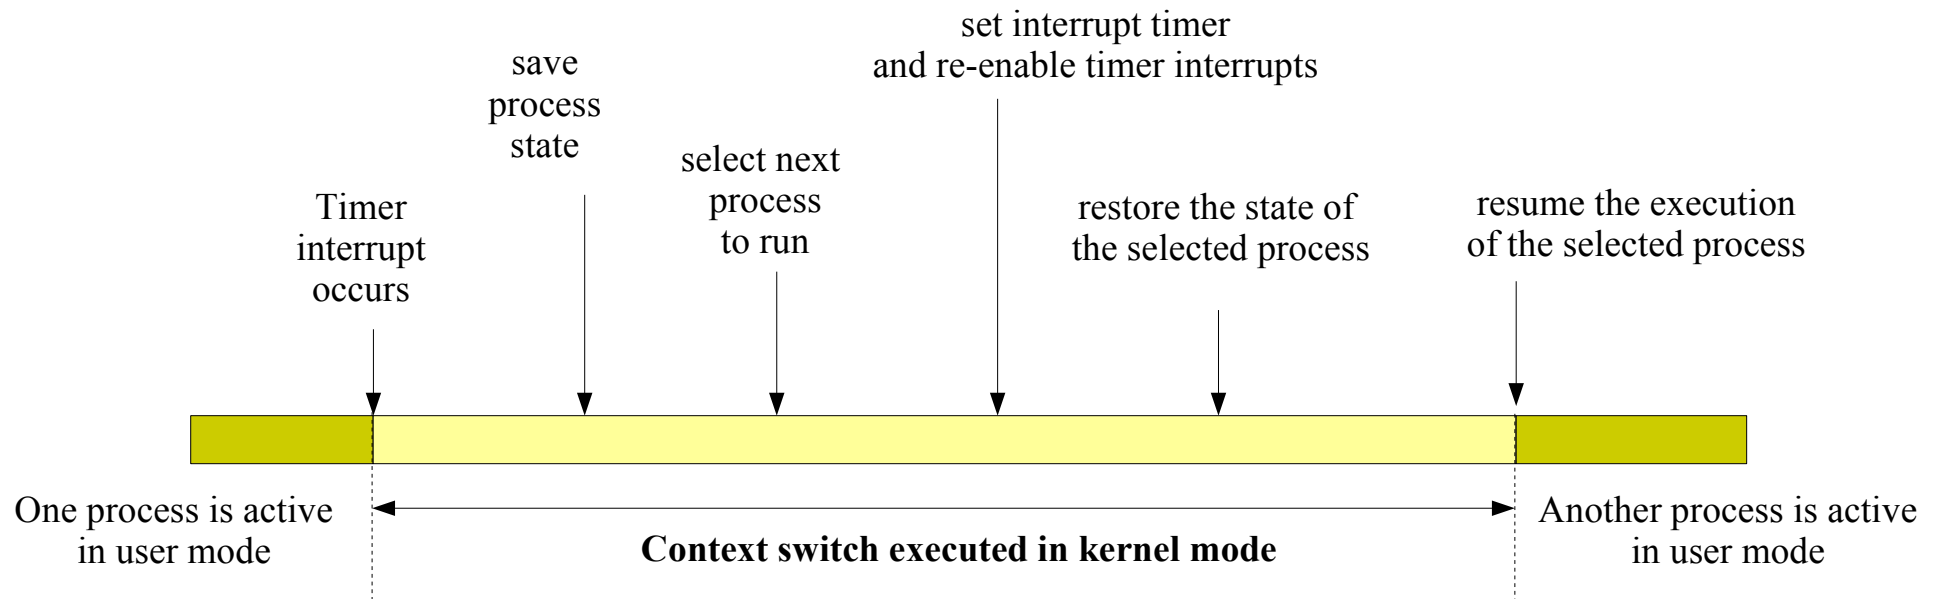 set interrupt timer
and re-enable timer interrupts
save
process
state
select next
process
to run
Timer
interrupt
occurs
restore the state of
the selected process
resume the execution
of the selected process
One process is active
in user mode
Context switch executed in kernel mode
Another process is active
in user mode